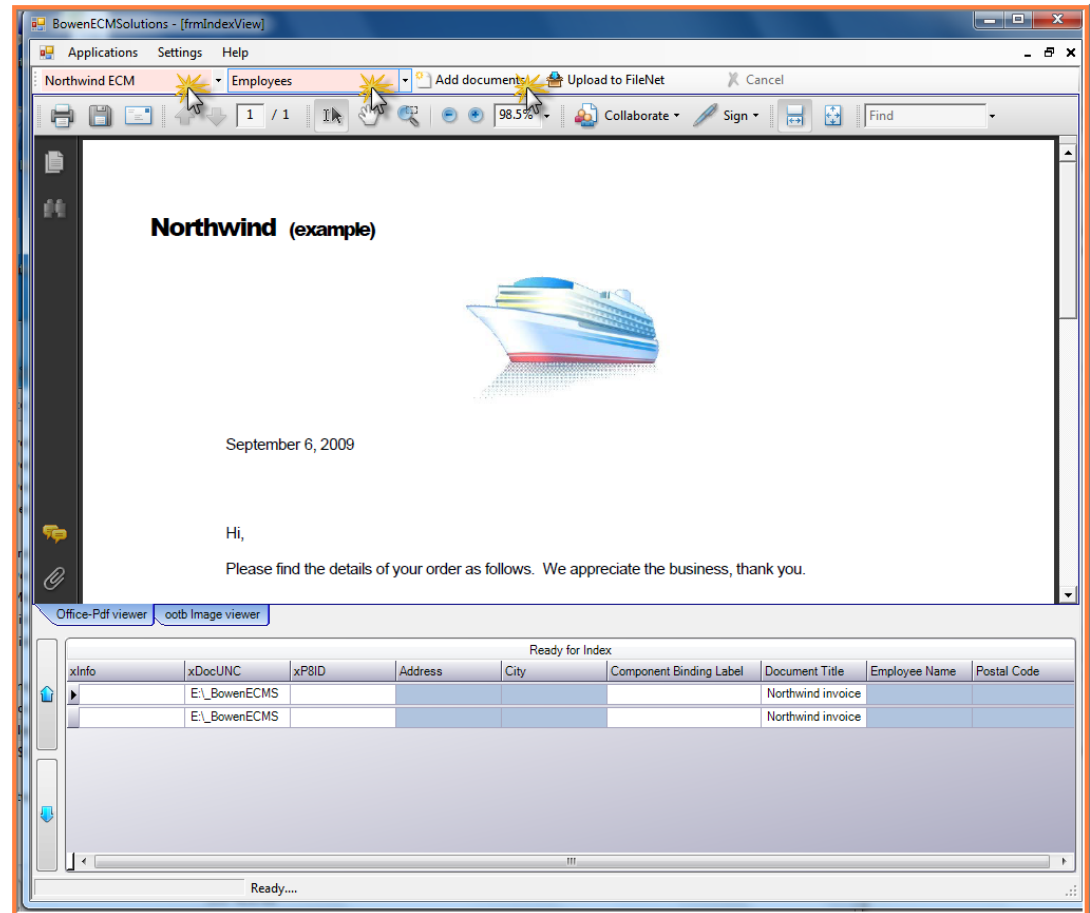 BowenECMSolutions - [frmIndexView]
Applications Settings Help
Northwind ECM Employees Add documents Upload to FileNet Cancel
1 / 1 98.5% Collaborate Sign Find
Northwind (example)
September 6, 2009
Hi,
Please find the details of your order as follows. We appreciate the business, thank you.
Office-Pdf viewer ootb Image viewer
Ready for Index
xInfo xDocUNC xP8ID Address City Component Binding Label Document Title Employee Name Postal Code
E:\_BowenECMS Northwind invoice
E:\_BowenECMS Northwind invoice
Ready....